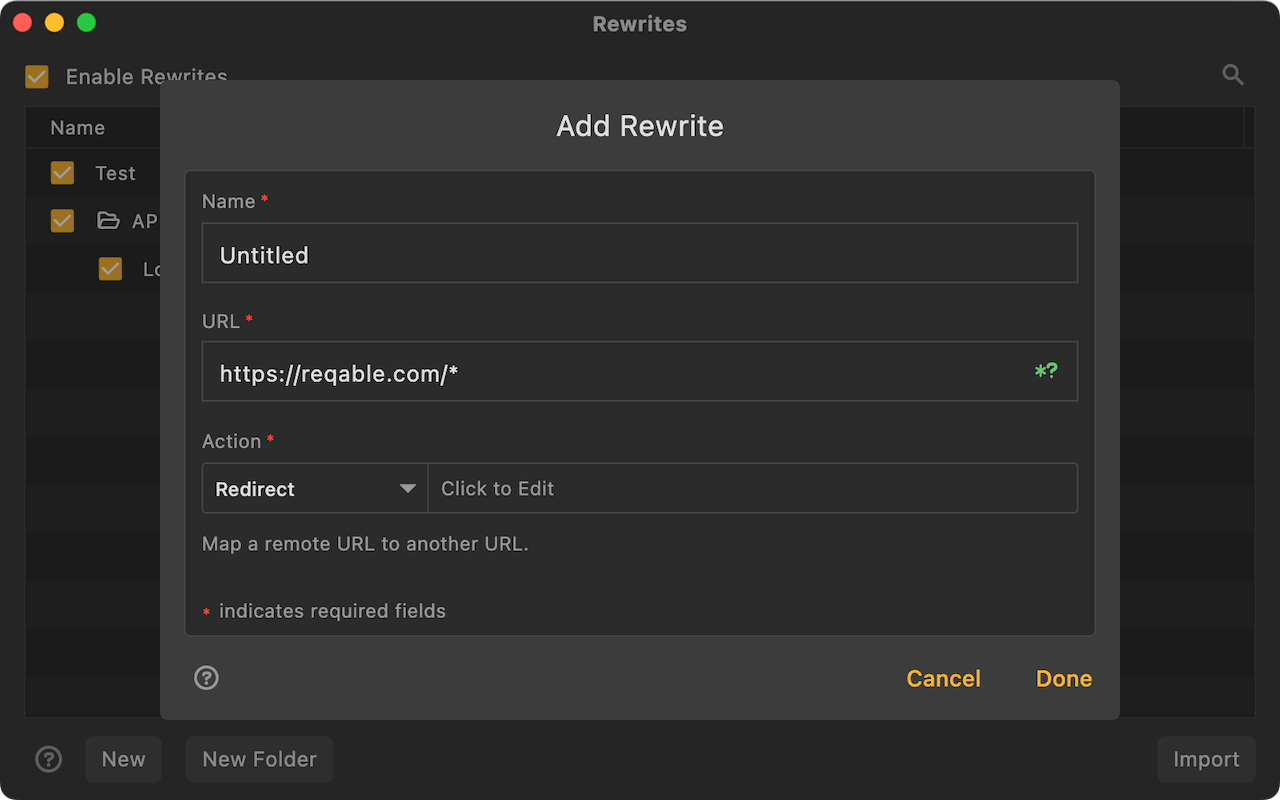 Rewrites
Enable Rewrites
Name
Test
AP
Add Rewrite
Name *
Untitled
URL *
https://reqable.com/*
*?
Action *
Redirect
Click to Edit
Map a remote URL to another URL.
* indicates required fields
?
Cancel
Done
?
New
New Folder
Import